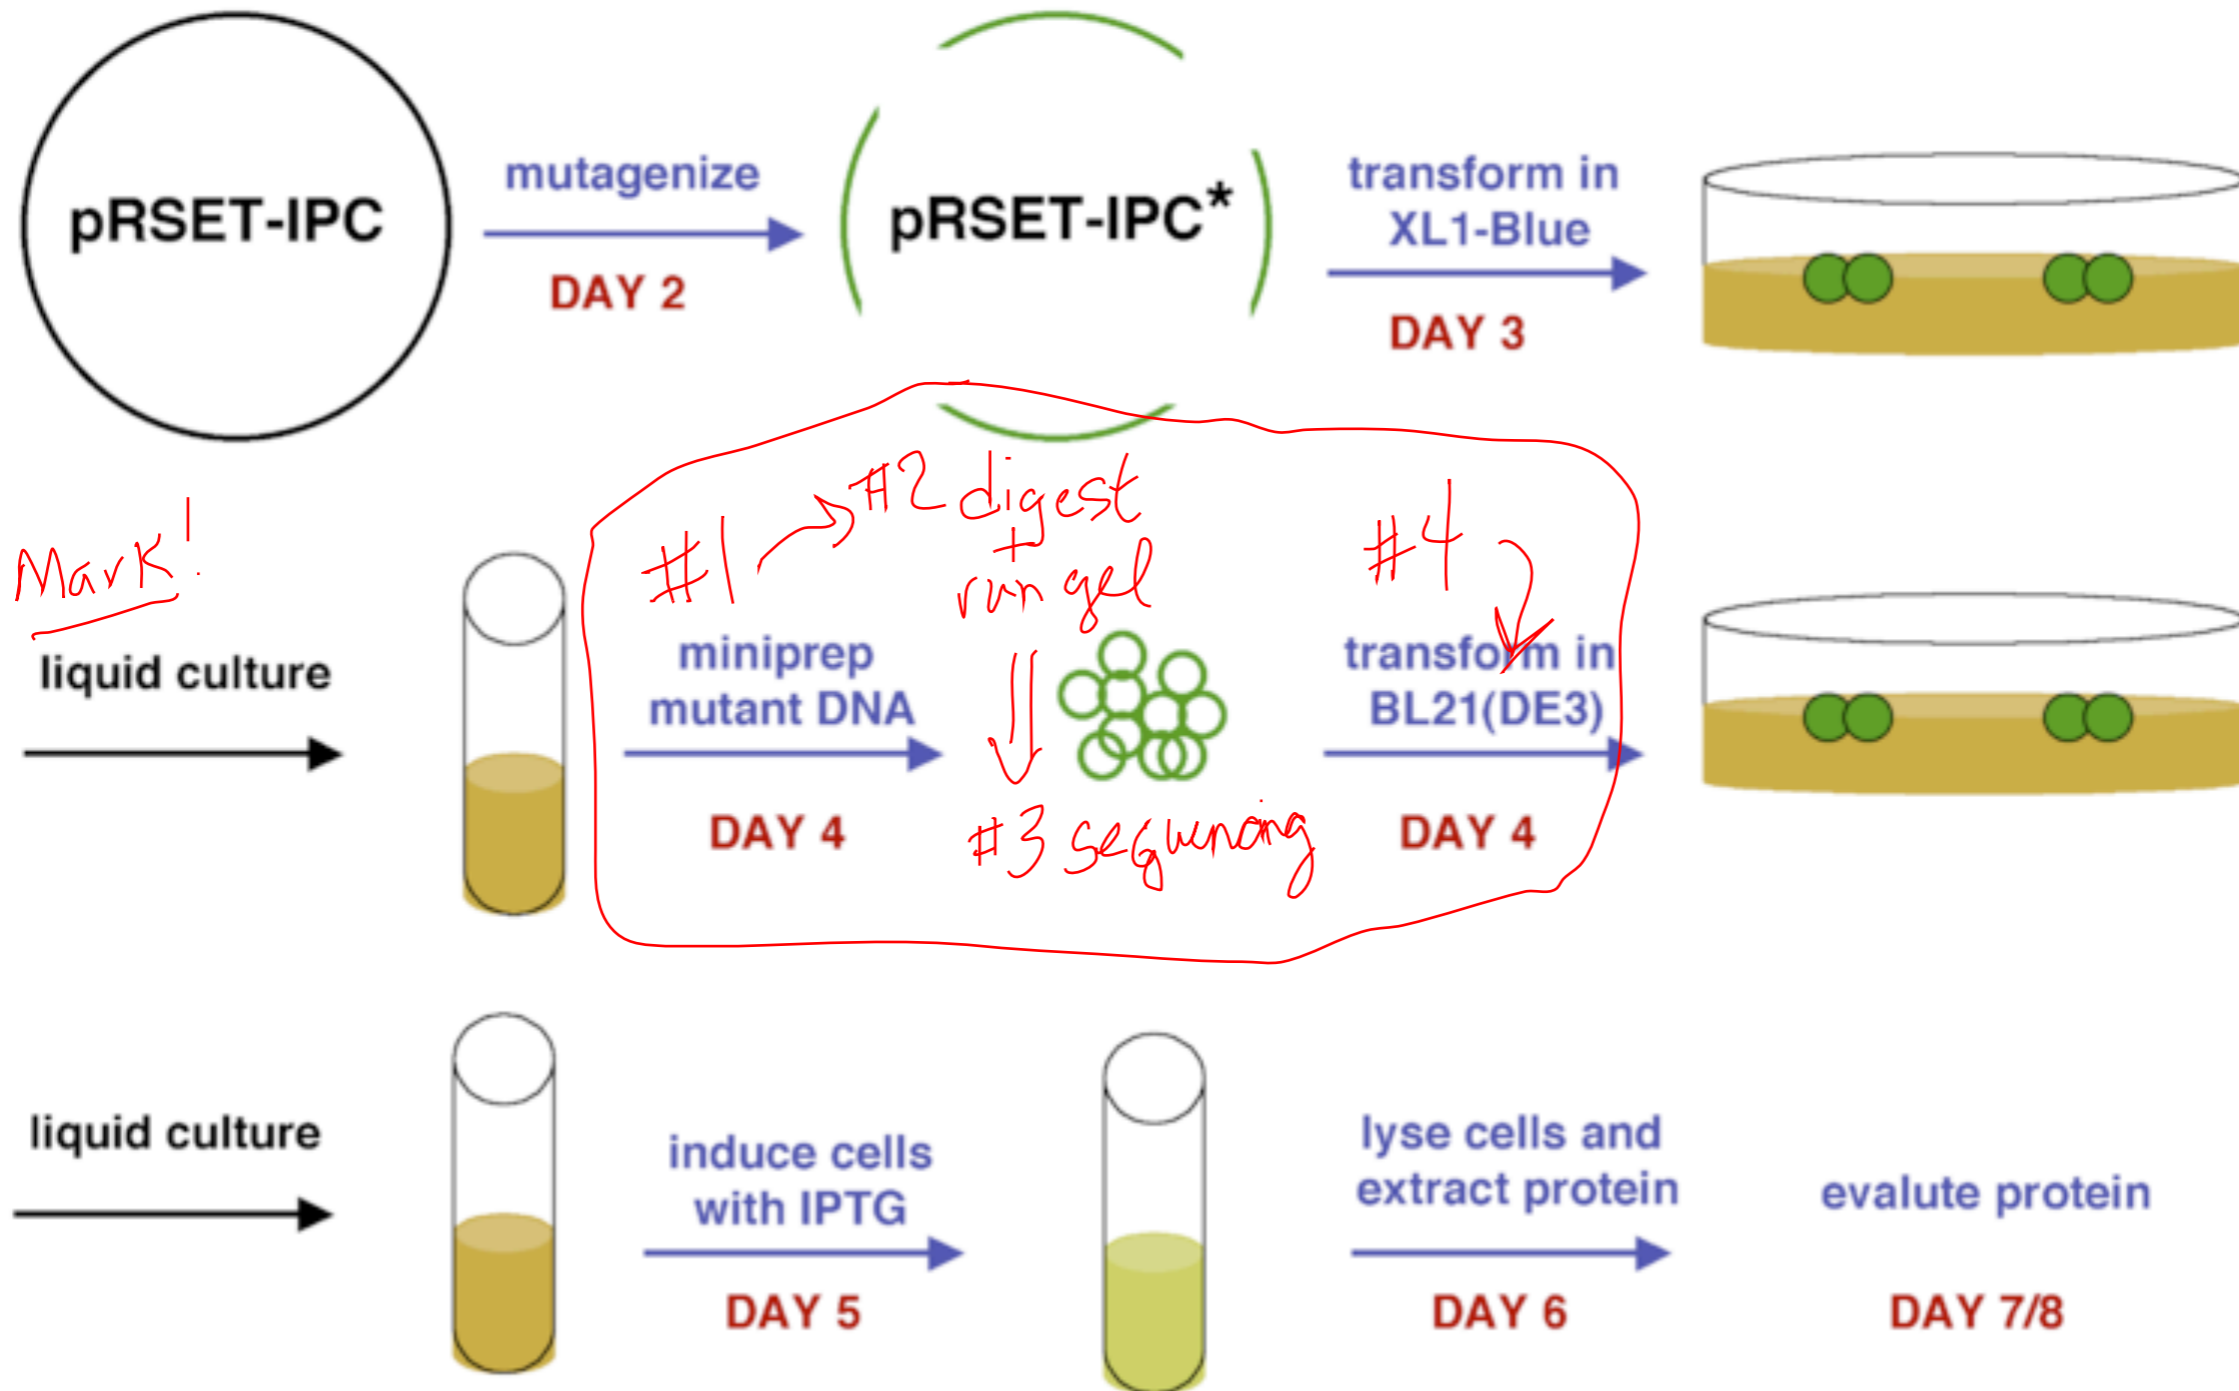 pRSET-IPC
mutagenize
DAY 2
pRSET-IPC*
transform in
XL1-Blue
DAY 3
Mark!
liquid culture
#1
#2 digest
+
run gel
miniprep
mutant DNA
DAY 4
#3 sequencing
#4
transform in
BL21(DE3)
DAY 4
liquid culture
induce cells
with IPTG
DAY 5
lyse cells and
extract protein
DAY 6
evalute protein
DAY 7/8